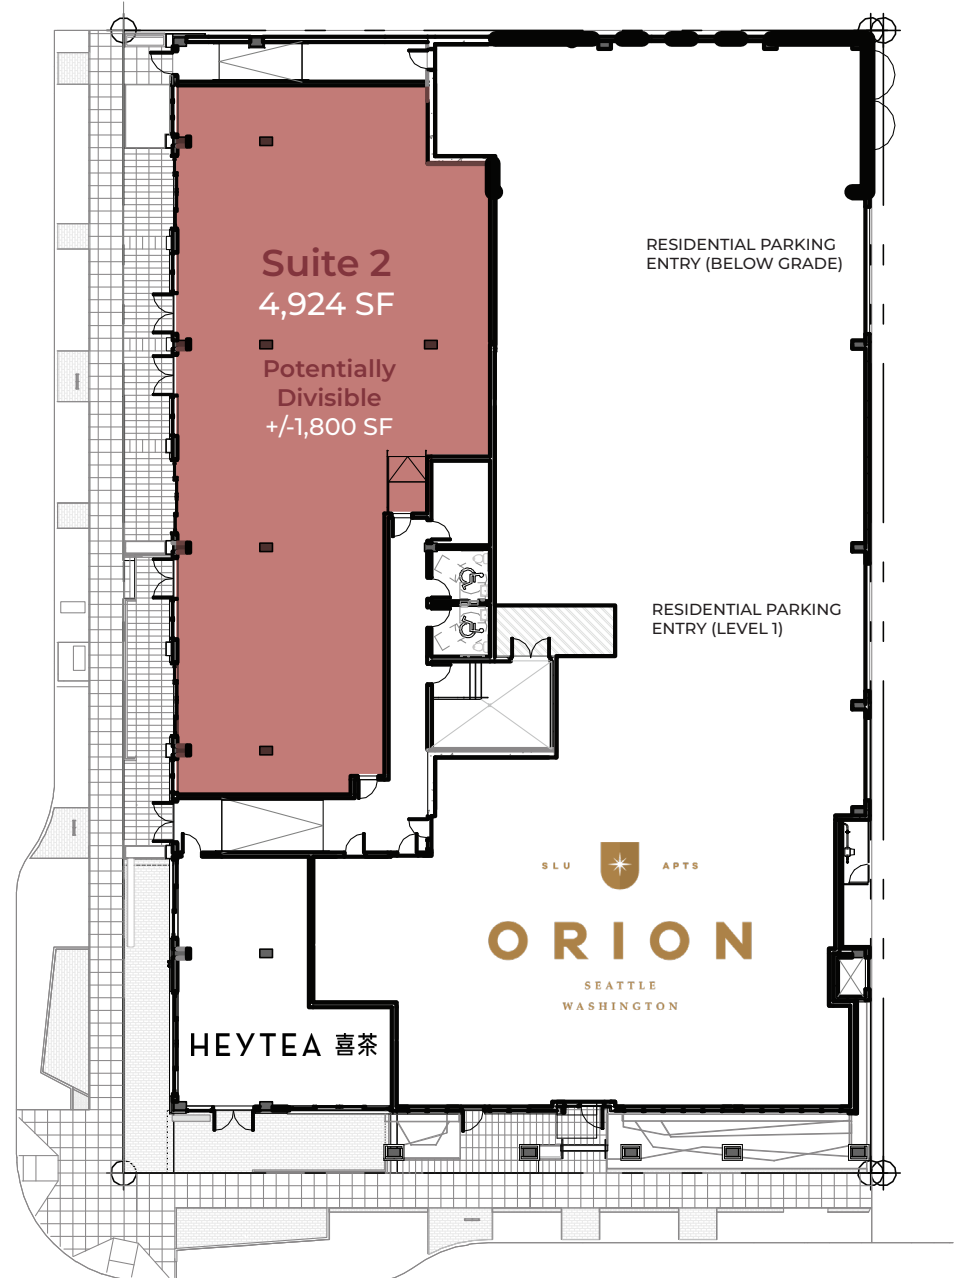 Suite 2
4,924 SF
Potentially
Divisible
+/-1,800 SF
RESIDENTIAL PARKING
ENTRY (BELOW GRADE)
RESIDENTIAL PARKING
ENTRY (LEVEL 1)
SLU APTS
ORION
SEATTLE
WASHINGTON
HEYTEA 喜茶